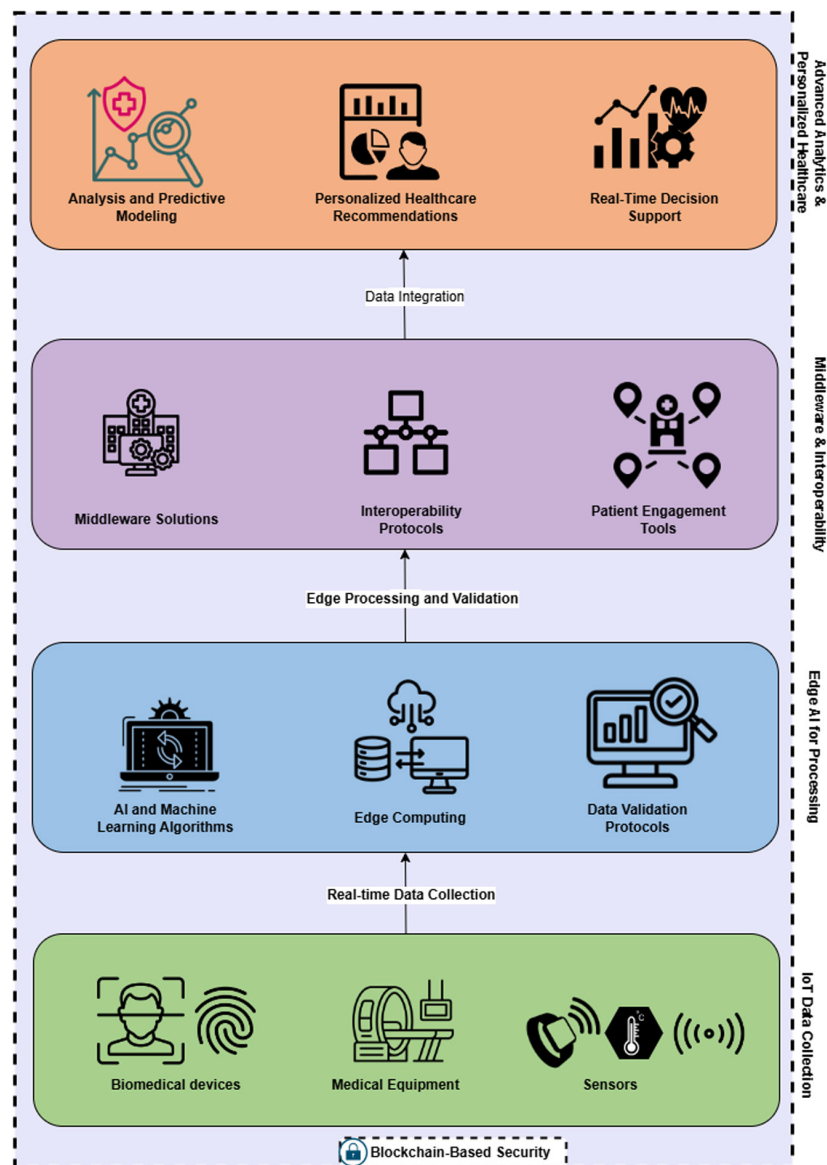 Advanced Analytics &
Personalized Healthcare
Analysis and Predictive
Modeling
Personalized Healthcare
Recommendations
Real-Time Decision
Support
Data Integration
Middleware & Interoperability
Middleware Solutions
Interoperability
Protocols
Patient Engagement
Tools
Edge Processing and Validation
Edge AI for Processing
AI and Machine
Learning Algorithms
Edge Computing
Data Validation
Protocols
Real-time Data Collection
IoT Data Collection
°C
Biomedical devices
Medical Equipment
Sensors
Blockchain-Based Security